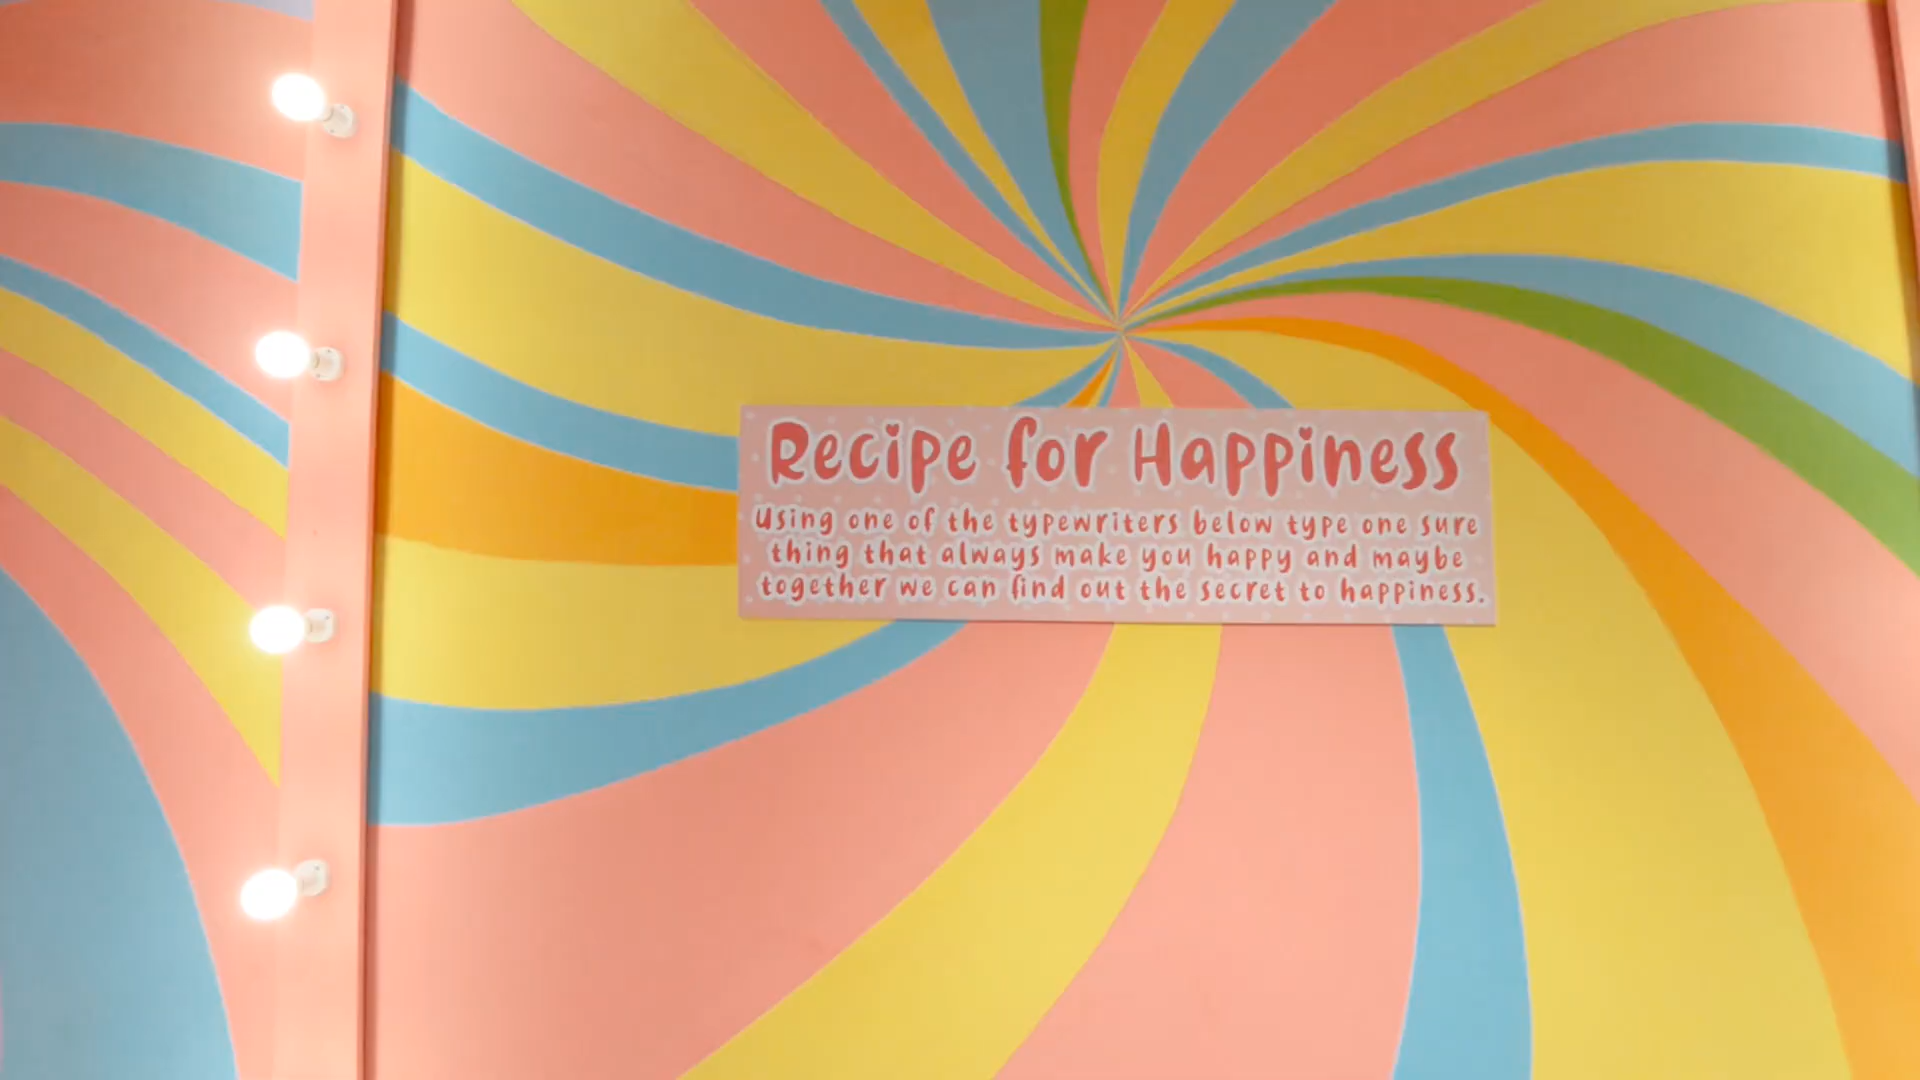 Recipe for Happiness
Using one of the typewriters below type one sure
thing that always make you happy and maybe
together we can find out the secret to happiness.